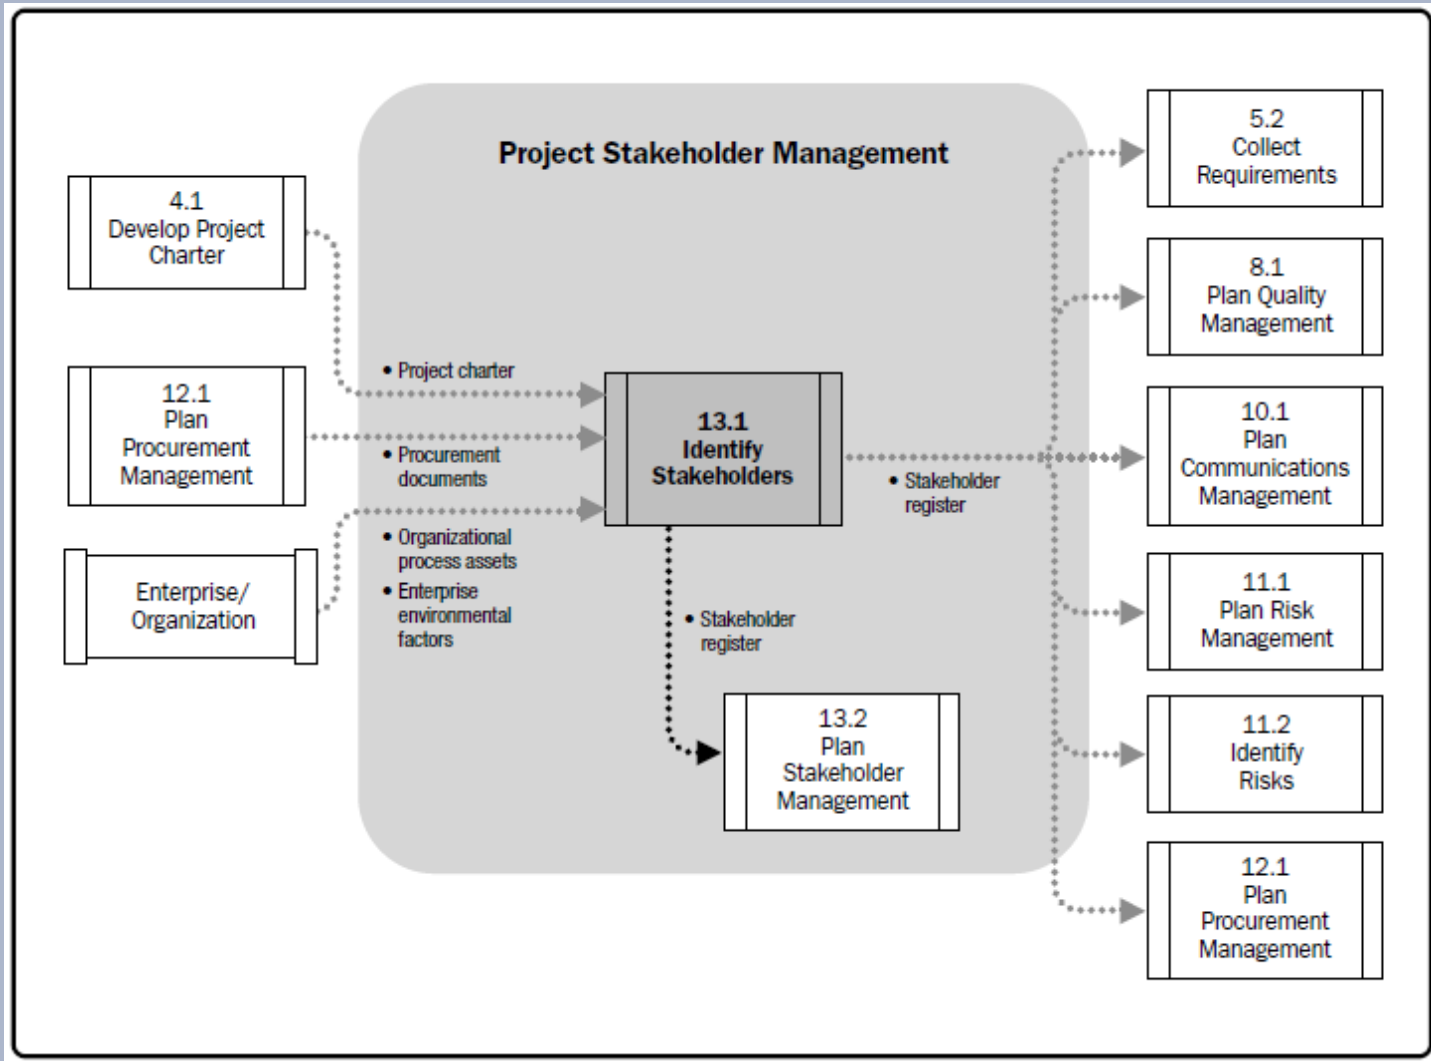 Project Stakeholder Management
4.1
Develop Project
Charter
12.1
Plan
Procurement
Management
Enterprise/
Organization
• Project charter
• Procurement
documents
• Organizational
process assets
• Enterprise
environmental
factors
13.1
Identify
Stakeholders
• Stakeholder
register
• Stakeholder
register
13.2
Plan
Stakeholder
Management
5.2
Collect
Requirements
8.1
Plan Quality
Management
10.1
Plan
Communications
Management
11.1
Plan Risk
Management
11.2
Identify
Risks
12.1
Plan
Procurement
Management